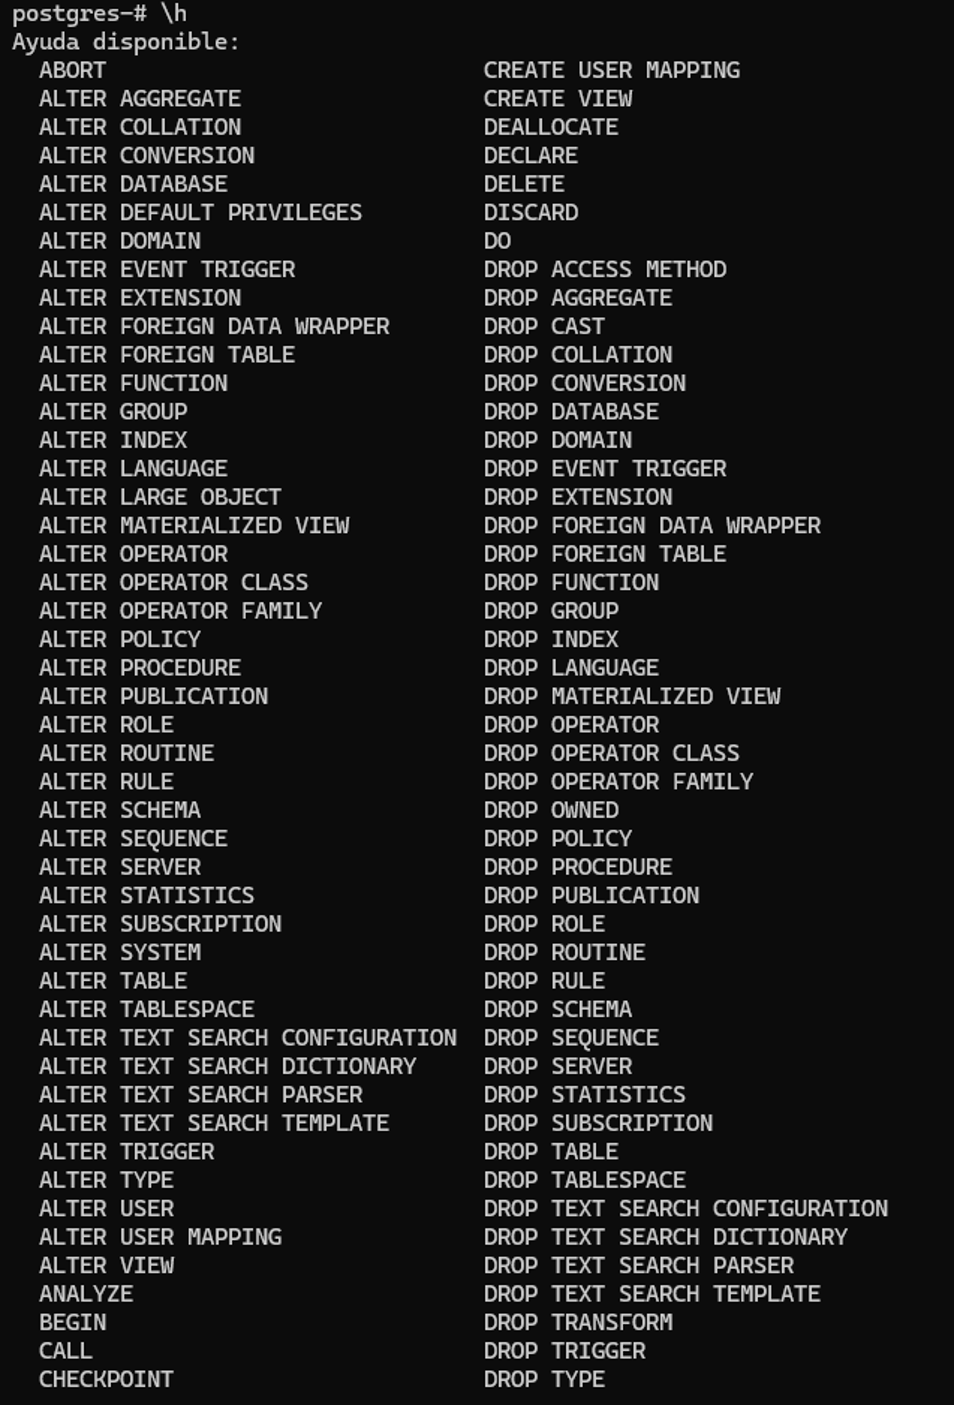 postgres-# \h
Ayuda disponible:
ABORT CREATE USER MAPPING
ALTER AGGREGATE CREATE VIEW
ALTER COLLATION DEALLOCATE
ALTER CONVERSION DECLARE
ALTER DATABASE DELETE
ALTER DEFAULT PRIVILEGES DISCARD
ALTER DOMAIN DO
ALTER EVENT TRIGGER DROP ACCESS METHOD
ALTER EXTENSION DROP AGGREGATE
ALTER FOREIGN DATA WRAPPER DROP CAST
ALTER FOREIGN TABLE DROP COLLATION
ALTER FUNCTION DROP CONVERSION
ALTER GROUP DROP DATABASE
ALTER INDEX DROP DOMAIN
ALTER LANGUAGE DROP EVENT TRIGGER
ALTER LARGE OBJECT DROP EXTENSION
ALTER MATERIALIZED VIEW DROP FOREIGN DATA WRAPPER
ALTER OPERATOR DROP FOREIGN TABLE
ALTER OPERATOR CLASS DROP FUNCTION
ALTER OPERATOR FAMILY DROP GROUP
ALTER POLICY DROP INDEX
ALTER PROCEDURE DROP LANGUAGE
ALTER PUBLICATION DROP MATERIALIZED VIEW
ALTER ROLE DROP OPERATOR
ALTER ROUTINE DROP OPERATOR CLASS
ALTER RULE DROP OPERATOR FAMILY
ALTER SCHEMA DROP OWNED
ALTER SEQUENCE DROP POLICY
ALTER SERVER DROP PROCEDURE
ALTER STATISTICS DROP PUBLICATION
ALTER SUBSCRIPTION DROP ROLE
ALTER SYSTEM DROP ROUTINE
ALTER TABLE DROP RULE
ALTER TABLESPACE DROP SCHEMA
ALTER TEXT SEARCH CONFIGURATION DROP SEQUENCE
ALTER TEXT SEARCH DICTIONARY DROP SERVER
ALTER TEXT SEARCH PARSER DROP STATISTICS
ALTER TEXT SEARCH TEMPLATE DROP SUBSCRIPTION
ALTER TRIGGER DROP TABLE
ALTER TYPE DROP TABLESPACE
ALTER USER DROP TEXT SEARCH CONFIGURATION
ALTER USER MAPPING DROP TEXT SEARCH DICTIONARY
ALTER VIEW DROP TEXT SEARCH PARSER
ANALYZE DROP TEXT SEARCH TEMPLATE
BEGIN DROP TRANSFORM
CALL DROP TRIGGER
CHECKPOINT DROP TYPE